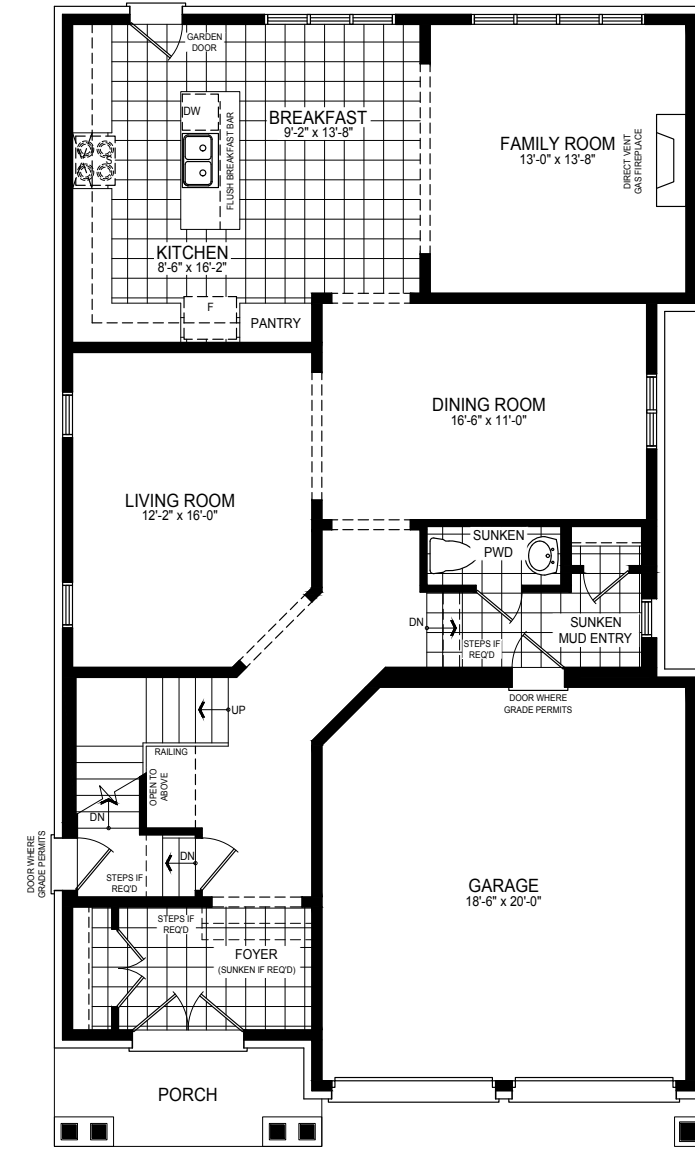 GARDEN
DOOR
DW
FLUSH BREAKFAST BAR
BREAKFAST
9'-2" x 13'-8"
FAMILY ROOM
13'-0" x 13'-8"
DIRECT VENT
GAS FIREPLACE
KITCHEN
8'-6" x 16'-2"
F
PANTRY
DINING ROOM
16'-6" x 11'-0"
LIVING ROOM
12'-2" x 16'-0"
SUNKEN
PWD
DN
STEPS IF
REQ'D
SUNKEN
MUD ENTRY
DOOR WHERE
GRADE PERMITS
UP
RAILING
OPEN TO
ABOVE
DN
DN
DOOR WHERE
GRADE PERMITS
STEPS IF
REQ'D
GARAGE
18'-6" x 20'-0"
STEPS IF
REQ'D
FOYER
(SUNKEN IF REQ'D)
PORCH